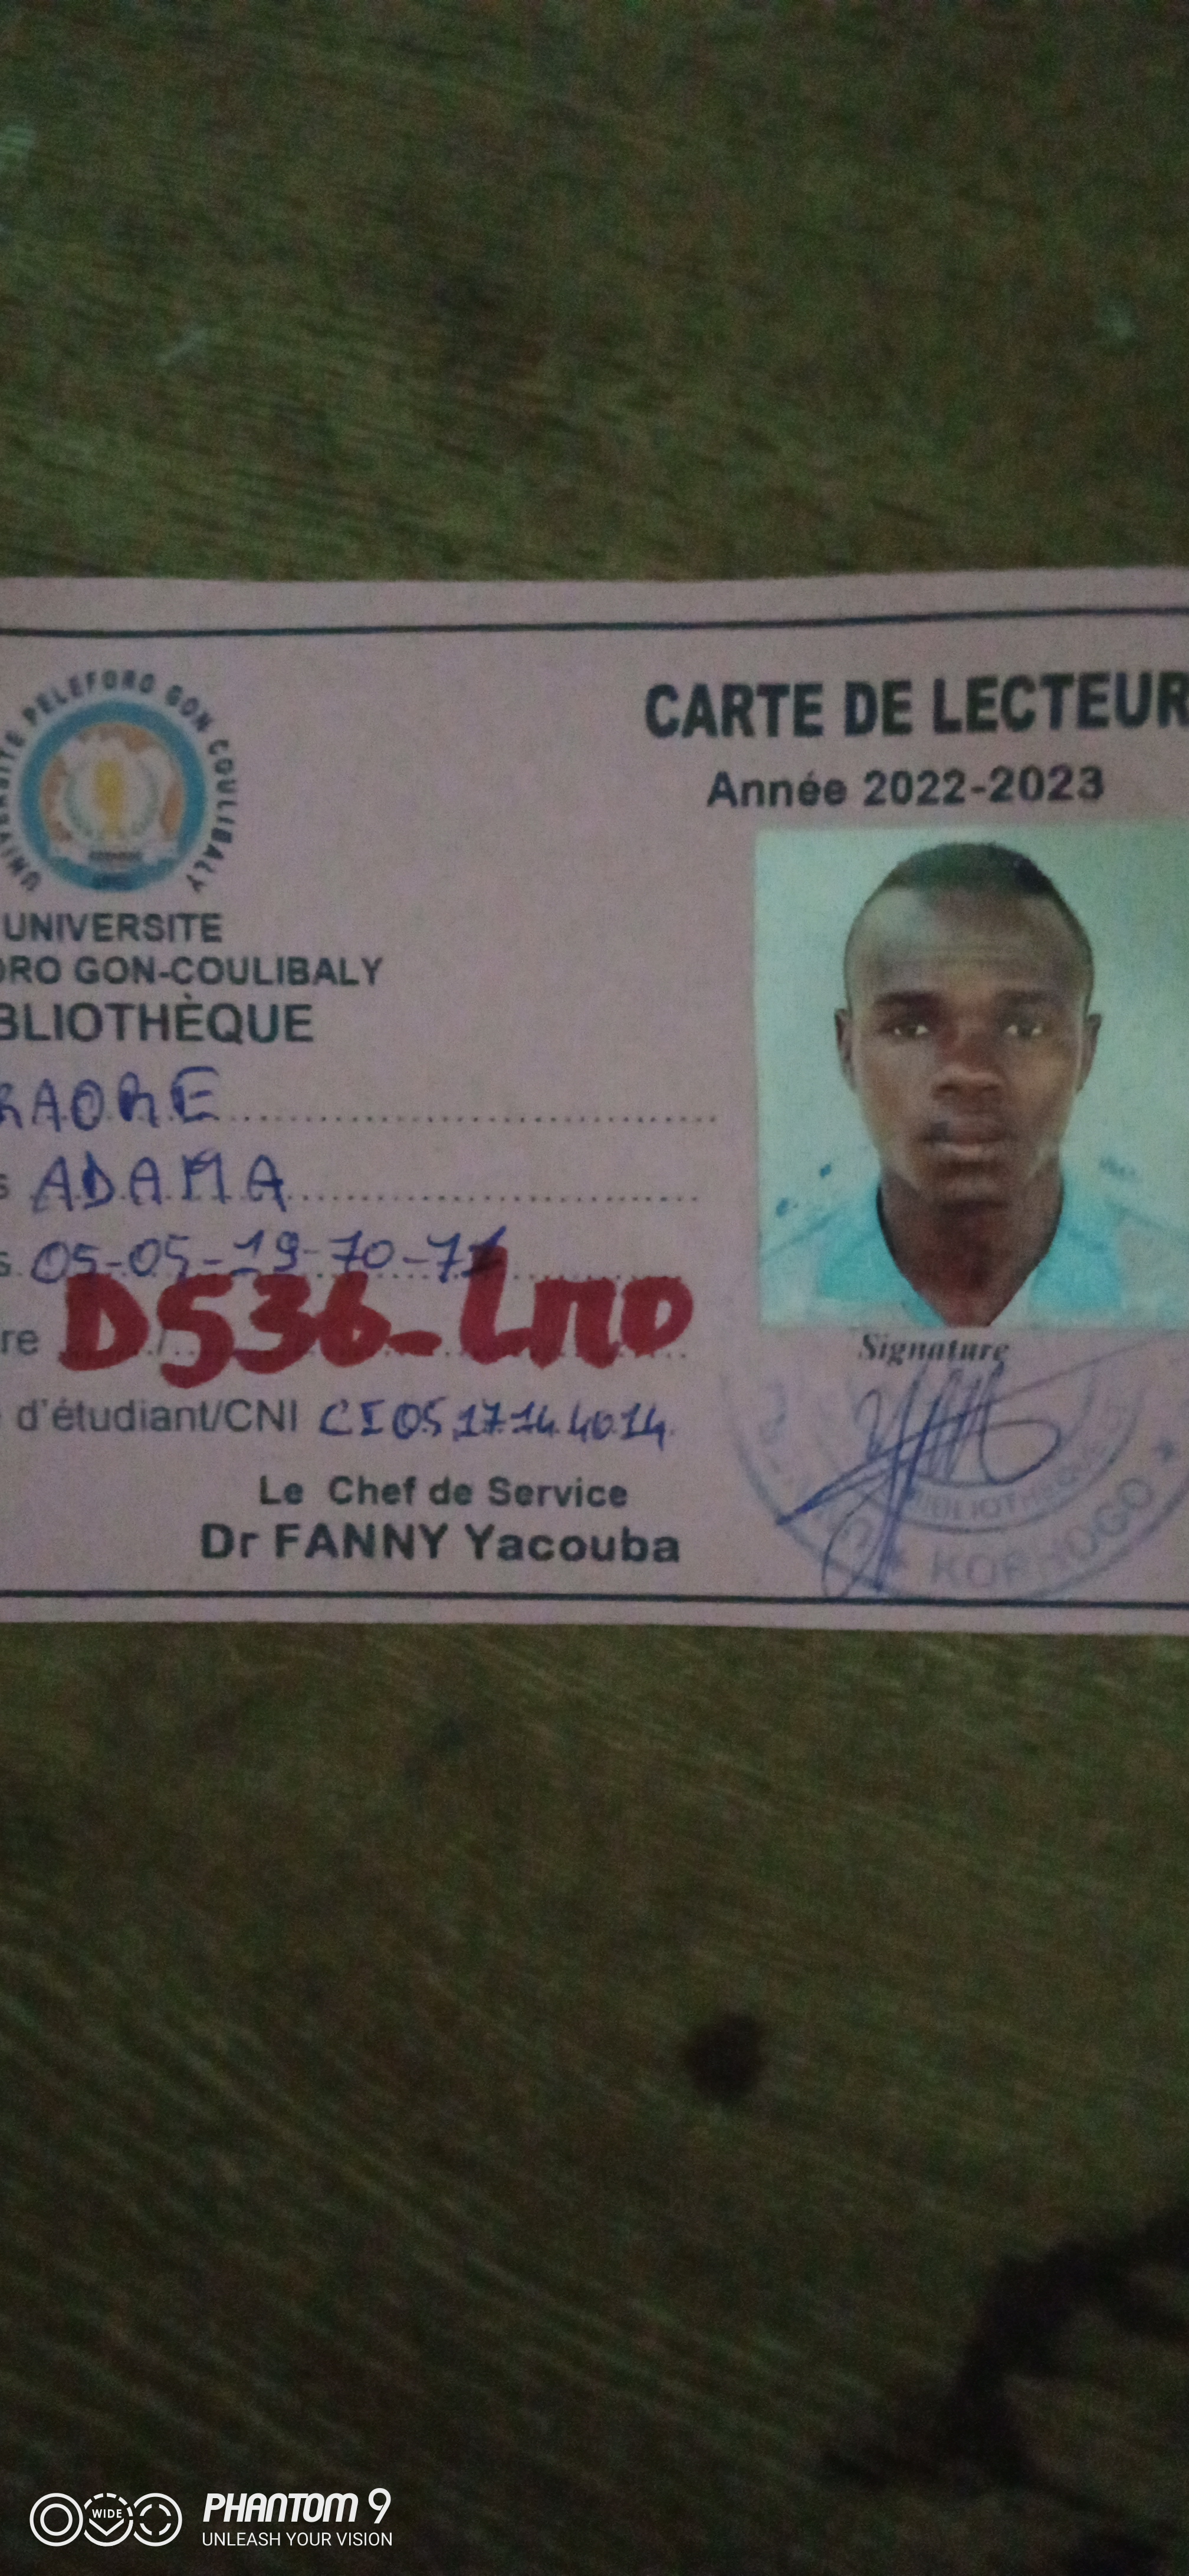 UNIVERSITE PELEFORO GON COULIBALY
CARTE DE LECTEUR
Année 2022-2023
UNIVERSITE
ORO GON-COULIBALY
BLIOTHÈQUE
RAORE
s ADAMA
s 05-05-19-70-71
re D536-LMD
d'étudiant/CNI CI0517144014
Signature
Le Chef de Service
Dr FANNY Yacouba
BIBLIOTHEQUE
KORHOGO
WIDE
PHANTOM 9
UNLEASH YOUR VISION